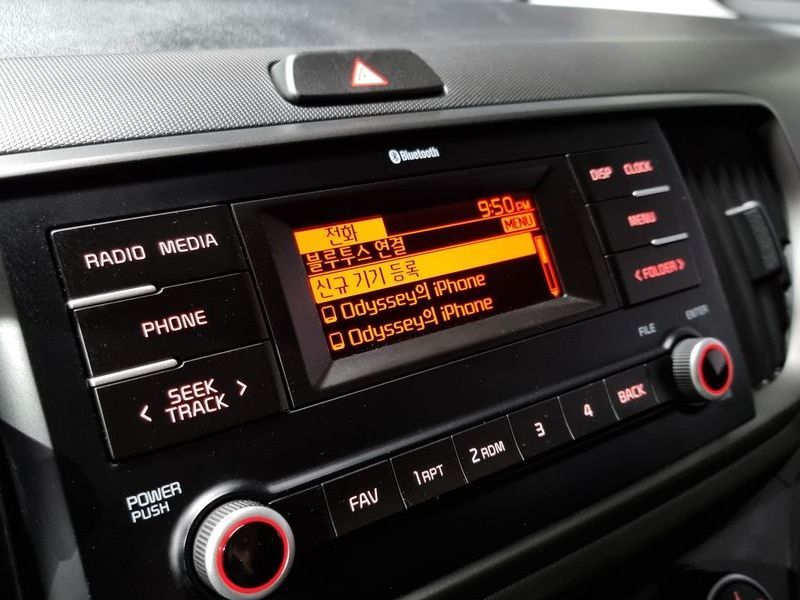 Bluetooth
RADIO MEDIA
PHONE
< SEEK TRACK >
전화 9:50 PM
블루투스 연결 MENU
신규 기기 등록
Odyssey의 iPhone
Odyssey의 iPhone
DISP CLOCK
MENU
< FOLDER >
FILE ENTER
POWER
PUSH
FAV 1 RPT 2 RDM 3 4 BACK